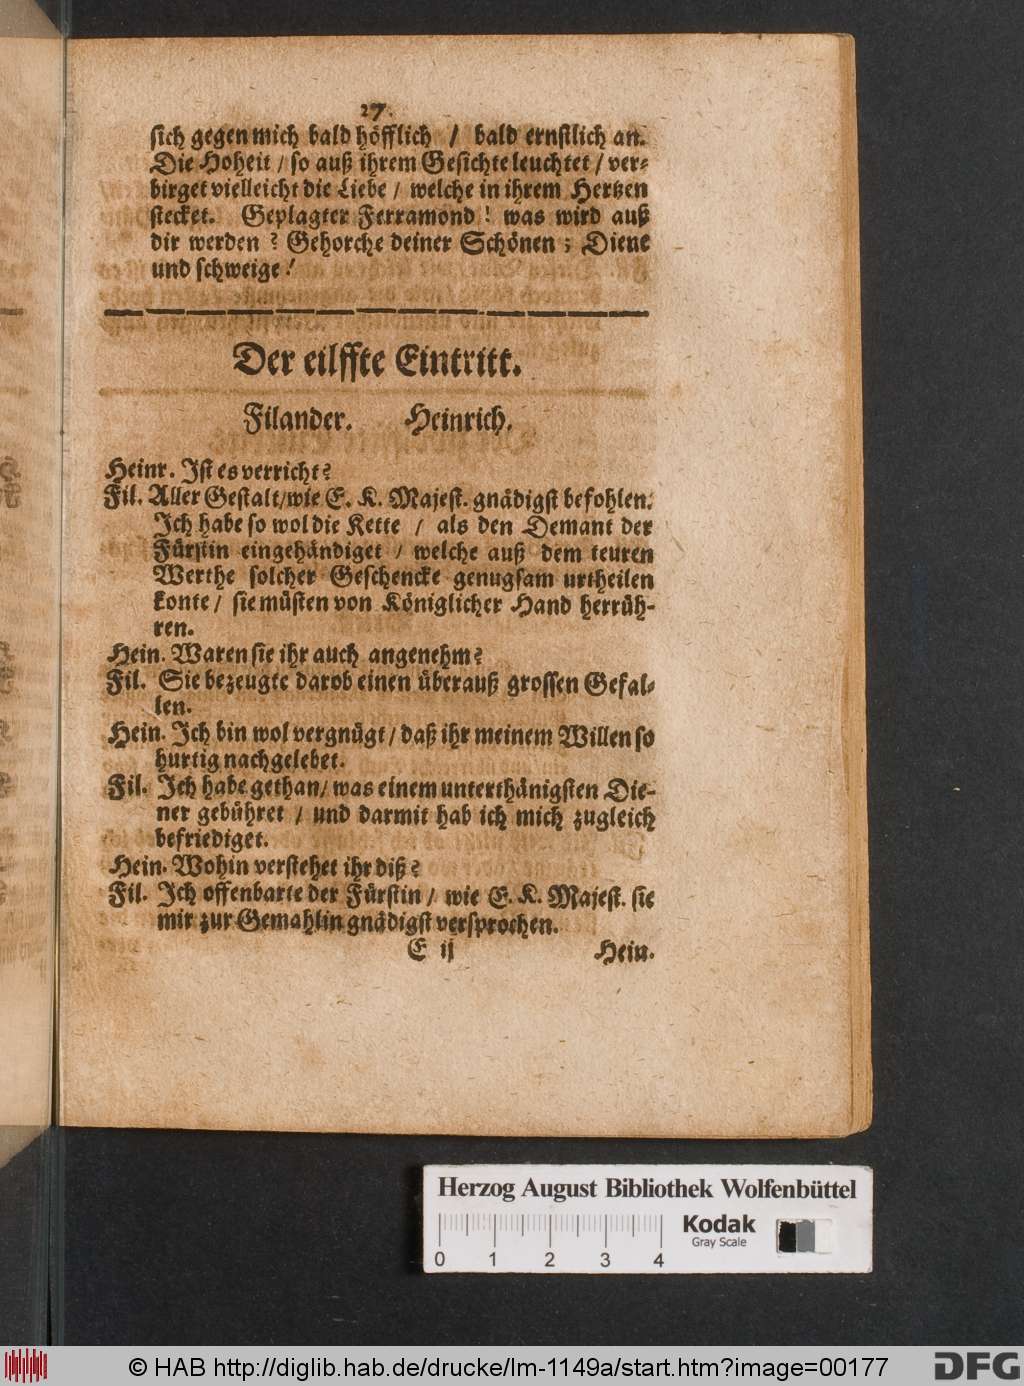 27.
sich gegen mich bald höfflich / bald ernstlich an.
Die Hoheit / so auß ihrem Gesichte leuchtet / ver-
birget vielleicht die Liebe / welche in ihrem Hertzen
stecket. Geplagter Ferramond! was wird auß
dir werden? Gehorche deiner Schönen; Diene
und schweige!
Der eilffte Eintritt.
Filander. Heinrich.
Heinr. Ist es verricht?
Fil. Aller Gestalt/wie E. K. Majest. gnädigst befohlen.
Ich habe so wol die Kette / als den Demant der
Fürstin eingehändiget / welche auß dem teuren
Werthe solcher Geschencke genugsam urtheilen
konte / sie müsten von Königlicher Hand herrüh-
ren.
Hein. Waren sie ihr auch angenehm?
Fil. Sie bezeugte darob einen überauß grossen Gefal-
len.
Hein. Ich bin wol vergnügt / daß ihr meinem Willen so
hurtig nachgelebet.
Fil. Ich habe gethan/ was einem unterthänigsten Die-
ner gebühret / und darmit hab ich mich zugleich
befriediget.
Hein. Wohin verstehet ihr diß?
Fil. Ich offenbarte der Fürstin / wie E. K. Majest. sie
mir zur Gemahlin gnädigst versprochen.
E ij Hein.
Herzog August Bibliothek Wolfenbüttel
Kodak
Gray Scale
0 1 2 3 4
© HAB http://diglib.hab.de/drucke/lm-1149a/start.htm?image=00177
DFG